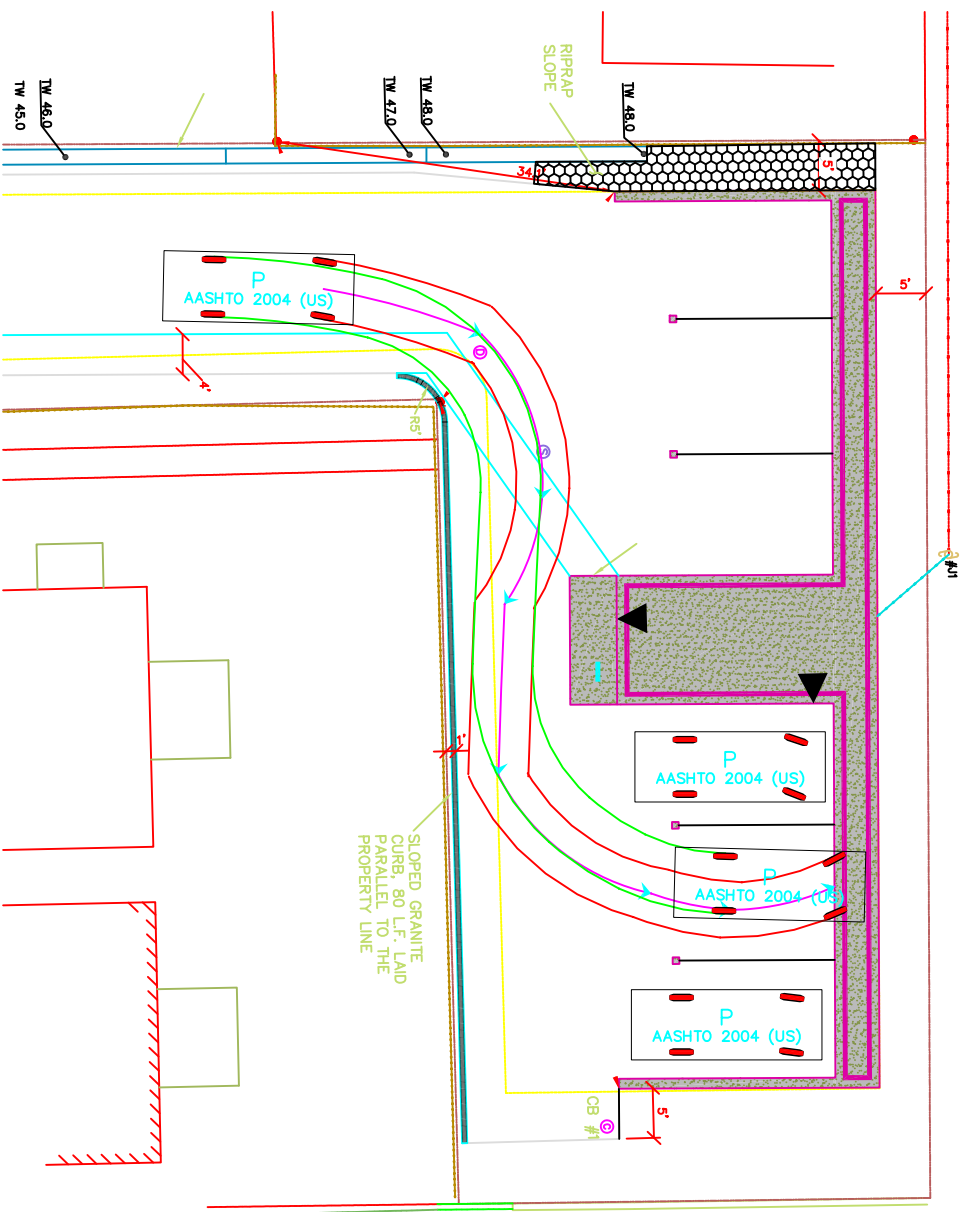 RIPRAP
SLOPE
TW 48.0
TW 48.0
TW 47.0
TW 46.0
TW 45.0
5'
34.1'
5'
#J1
P
AASHTO 2004 (US)
D
4'
R5'
S
1'
P
AASHTO 2004 (US)
P
AASHTO 2004 (US)
SLOPED GRANITE
CURB, 80 L.F. LAID
PARALLEL TO THE
PROPERTY LINE
P
AASHTO 2004 (US)
CB #1
C
5'